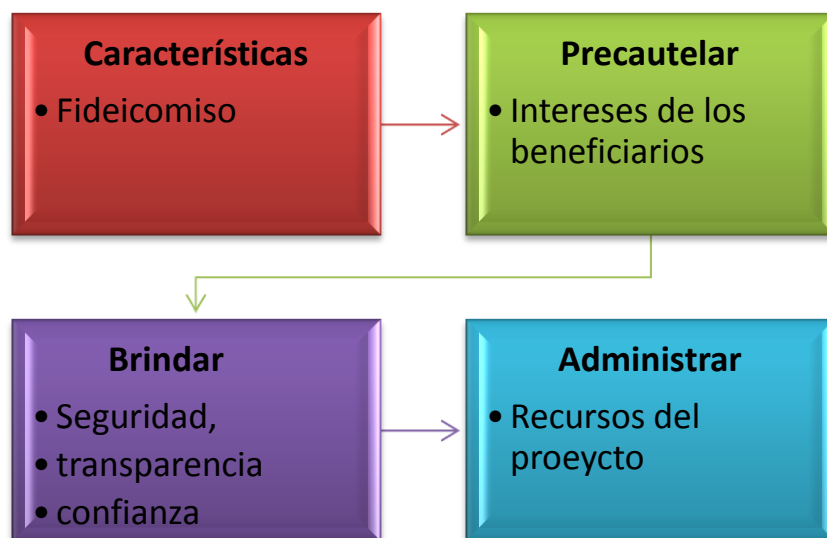 Características
• Fideicomiso
Precautelar
• Intereses de los
beneficiarios
Brindar
• Seguridad,
• transparencia
• confianza
Administrar
• Recursos del
proeycto